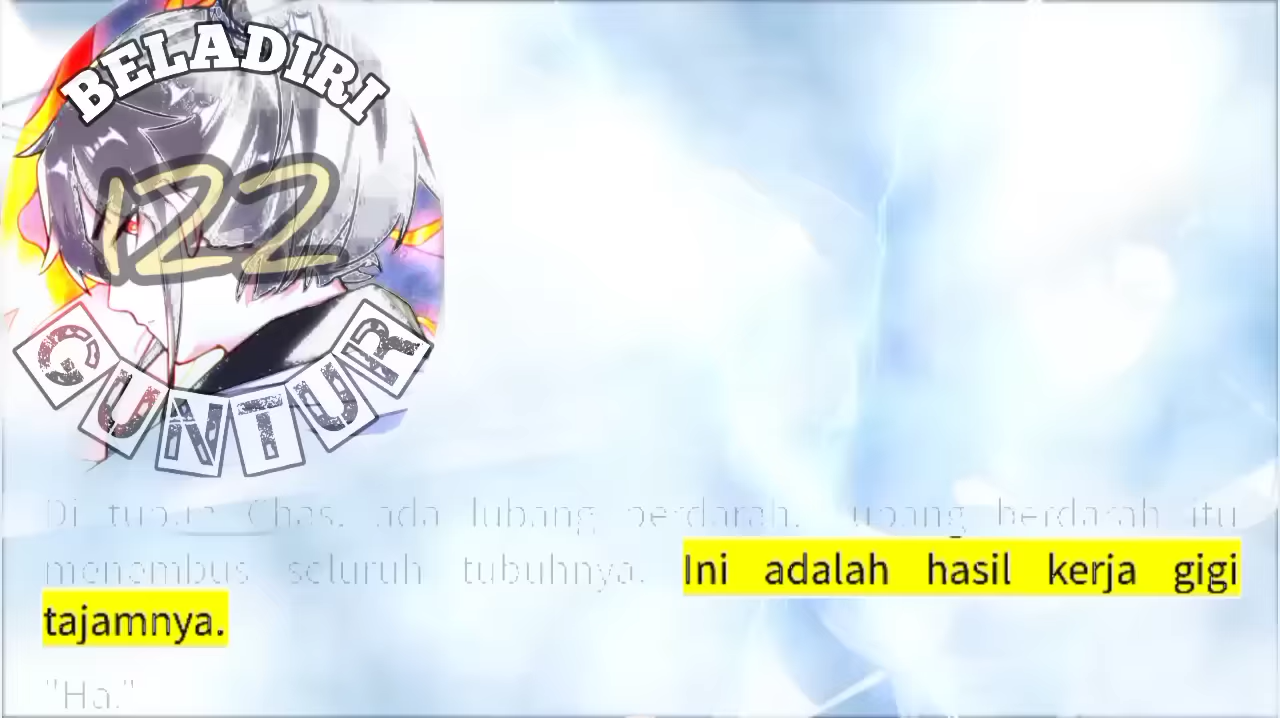 BELADIRI
122
GUNTUR
Di tubuh Chas, ada lubang berdarah. Lubang berdarah itu
menembus seluruh tubuhnya. Ini adalah hasil kerja gigi
tajamnya.
"Ha."